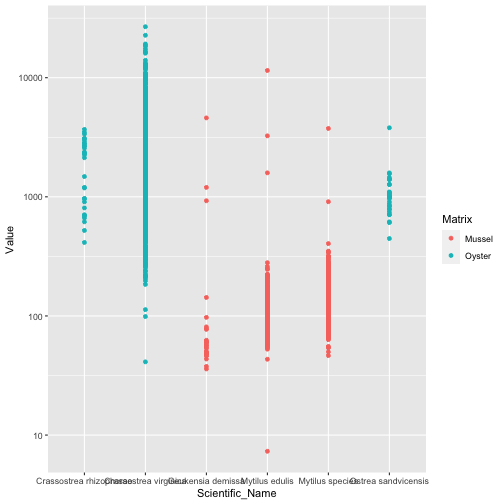 10000
1000
100
10
Value
Crassostrea rhizophorae Crassostrea virginica Geukensia demissa Mytilus edulis Mytilus species Ostrea sandvicensis
Scientific_Name
Matrix
Mussel
Oyster